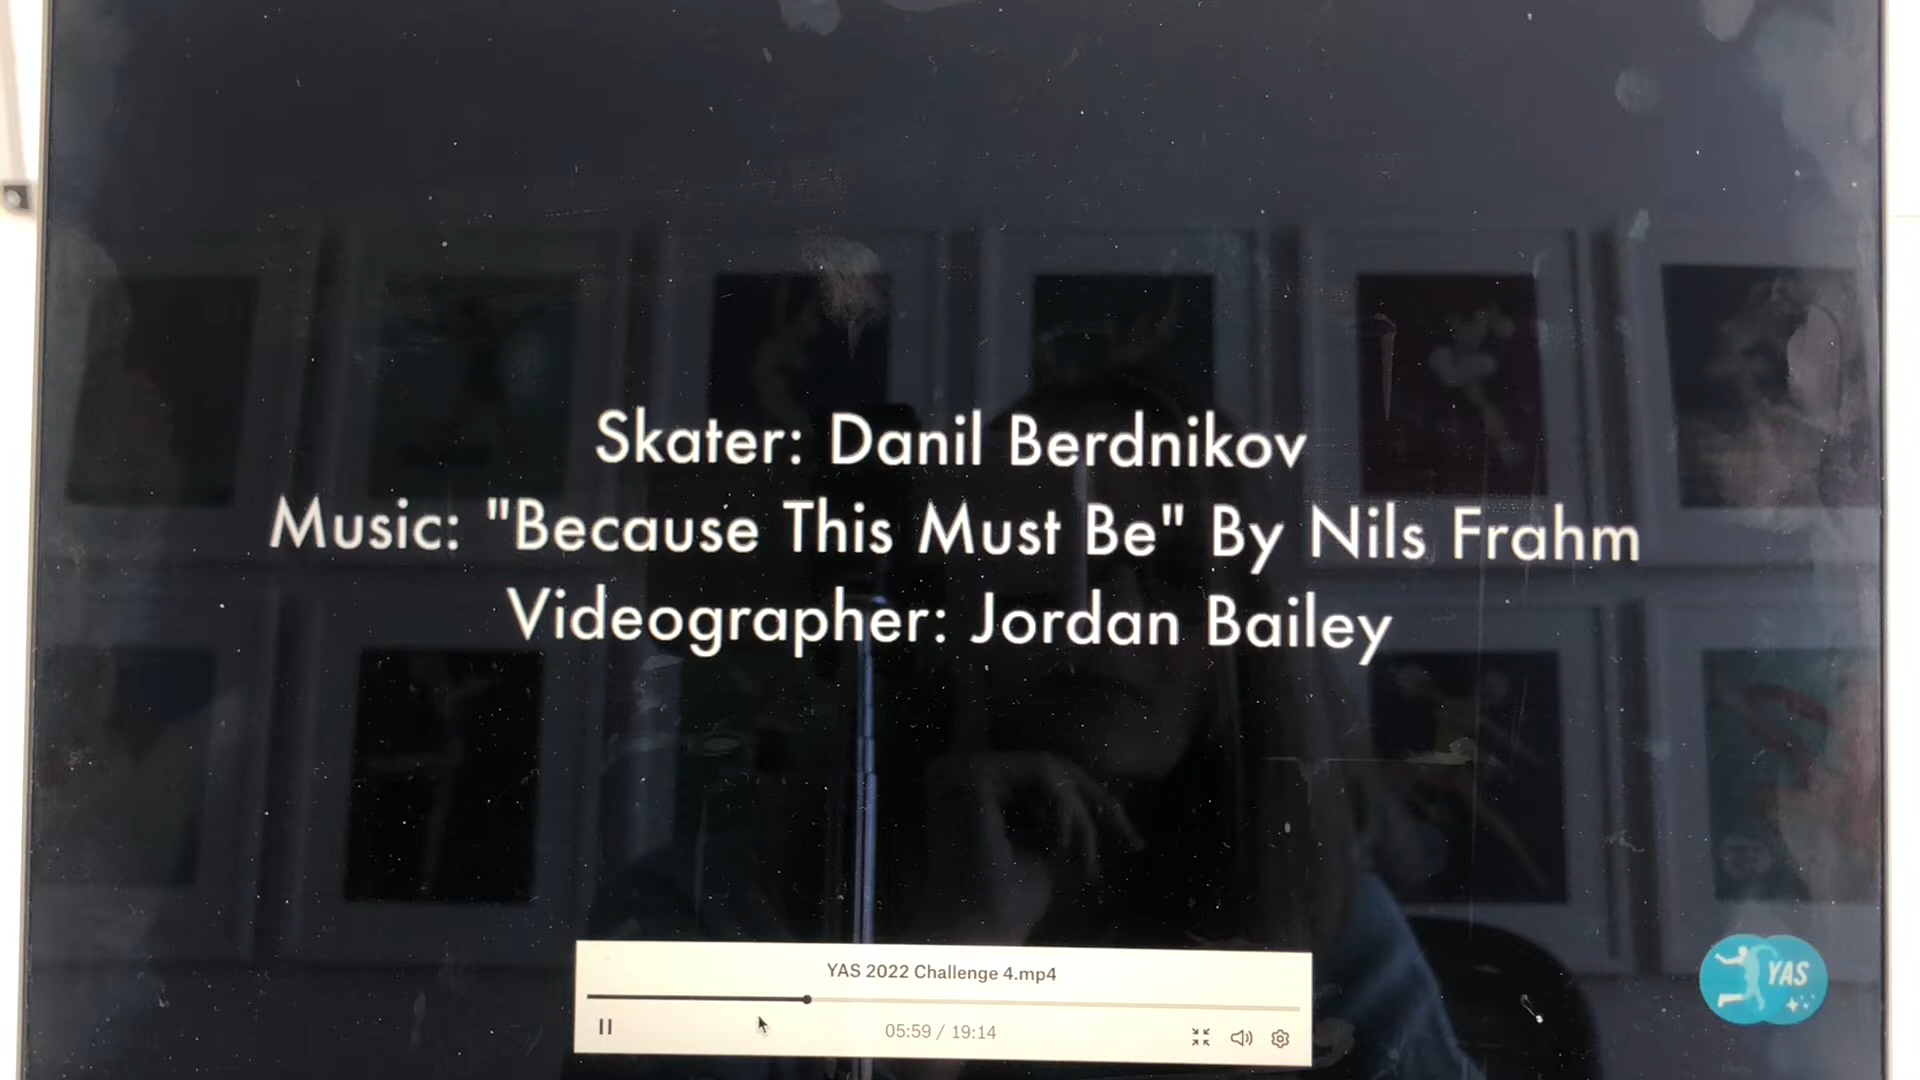 Skater: Danil Berdnikov
Music: "Because This Must Be" By Nils Frahm
Videographer: Jordan Bailey
YAS 2022 Challenge 4.mp4
05:59 / 19:14
YAS